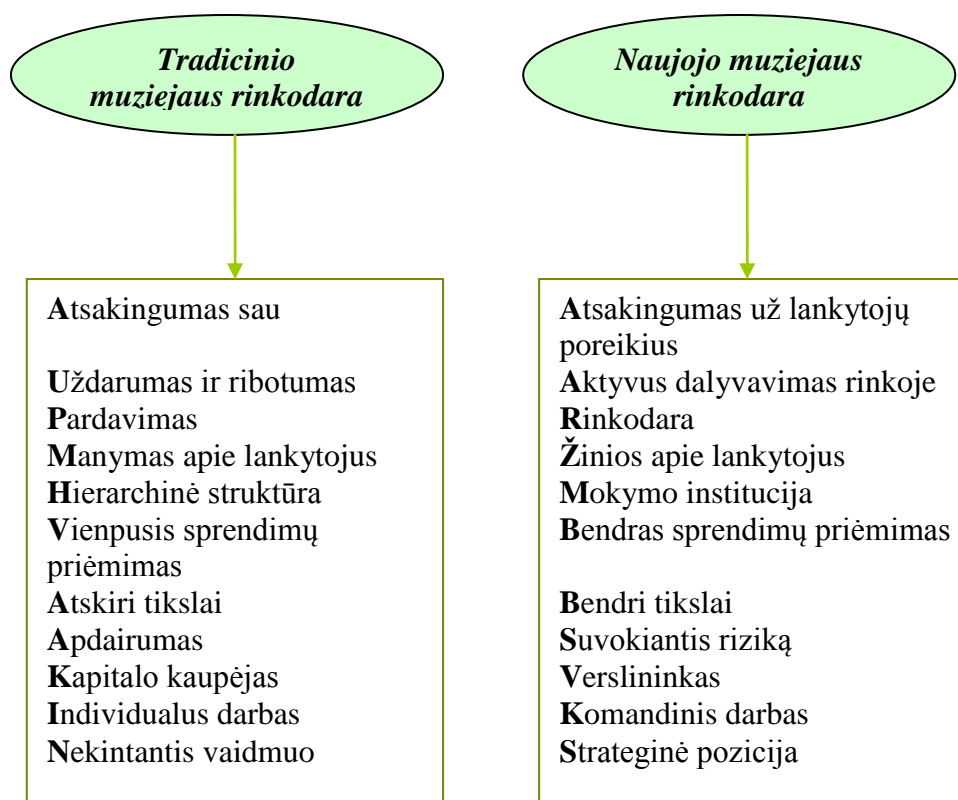 Tradicinio
muziejaus rinkodara
Naujojo muziejaus
rinkodara
Atsakingumas sau
Uždarumas ir ribotumas
Pardavimas
Manymas apie lankytojus
Hierarchinė struktūra
Vienpusis sprendimų
priėmimas
Atskiri tikslai
Apdairumas
Kapitalo kaupėjas
Individualus darbas
Nekintantis vaidmuo
Atsakingumas už lankytojų
poreikius
Aktyvus dalyvavimas rinkoje
Rinkodara
Žinios apie lankytojus
Mokymo institucija
Bendras sprendimų priėmimas
Bendri tikslai
Suvokiantis riziką
Verslininkas
Komandinis darbas
Strateginė pozicija